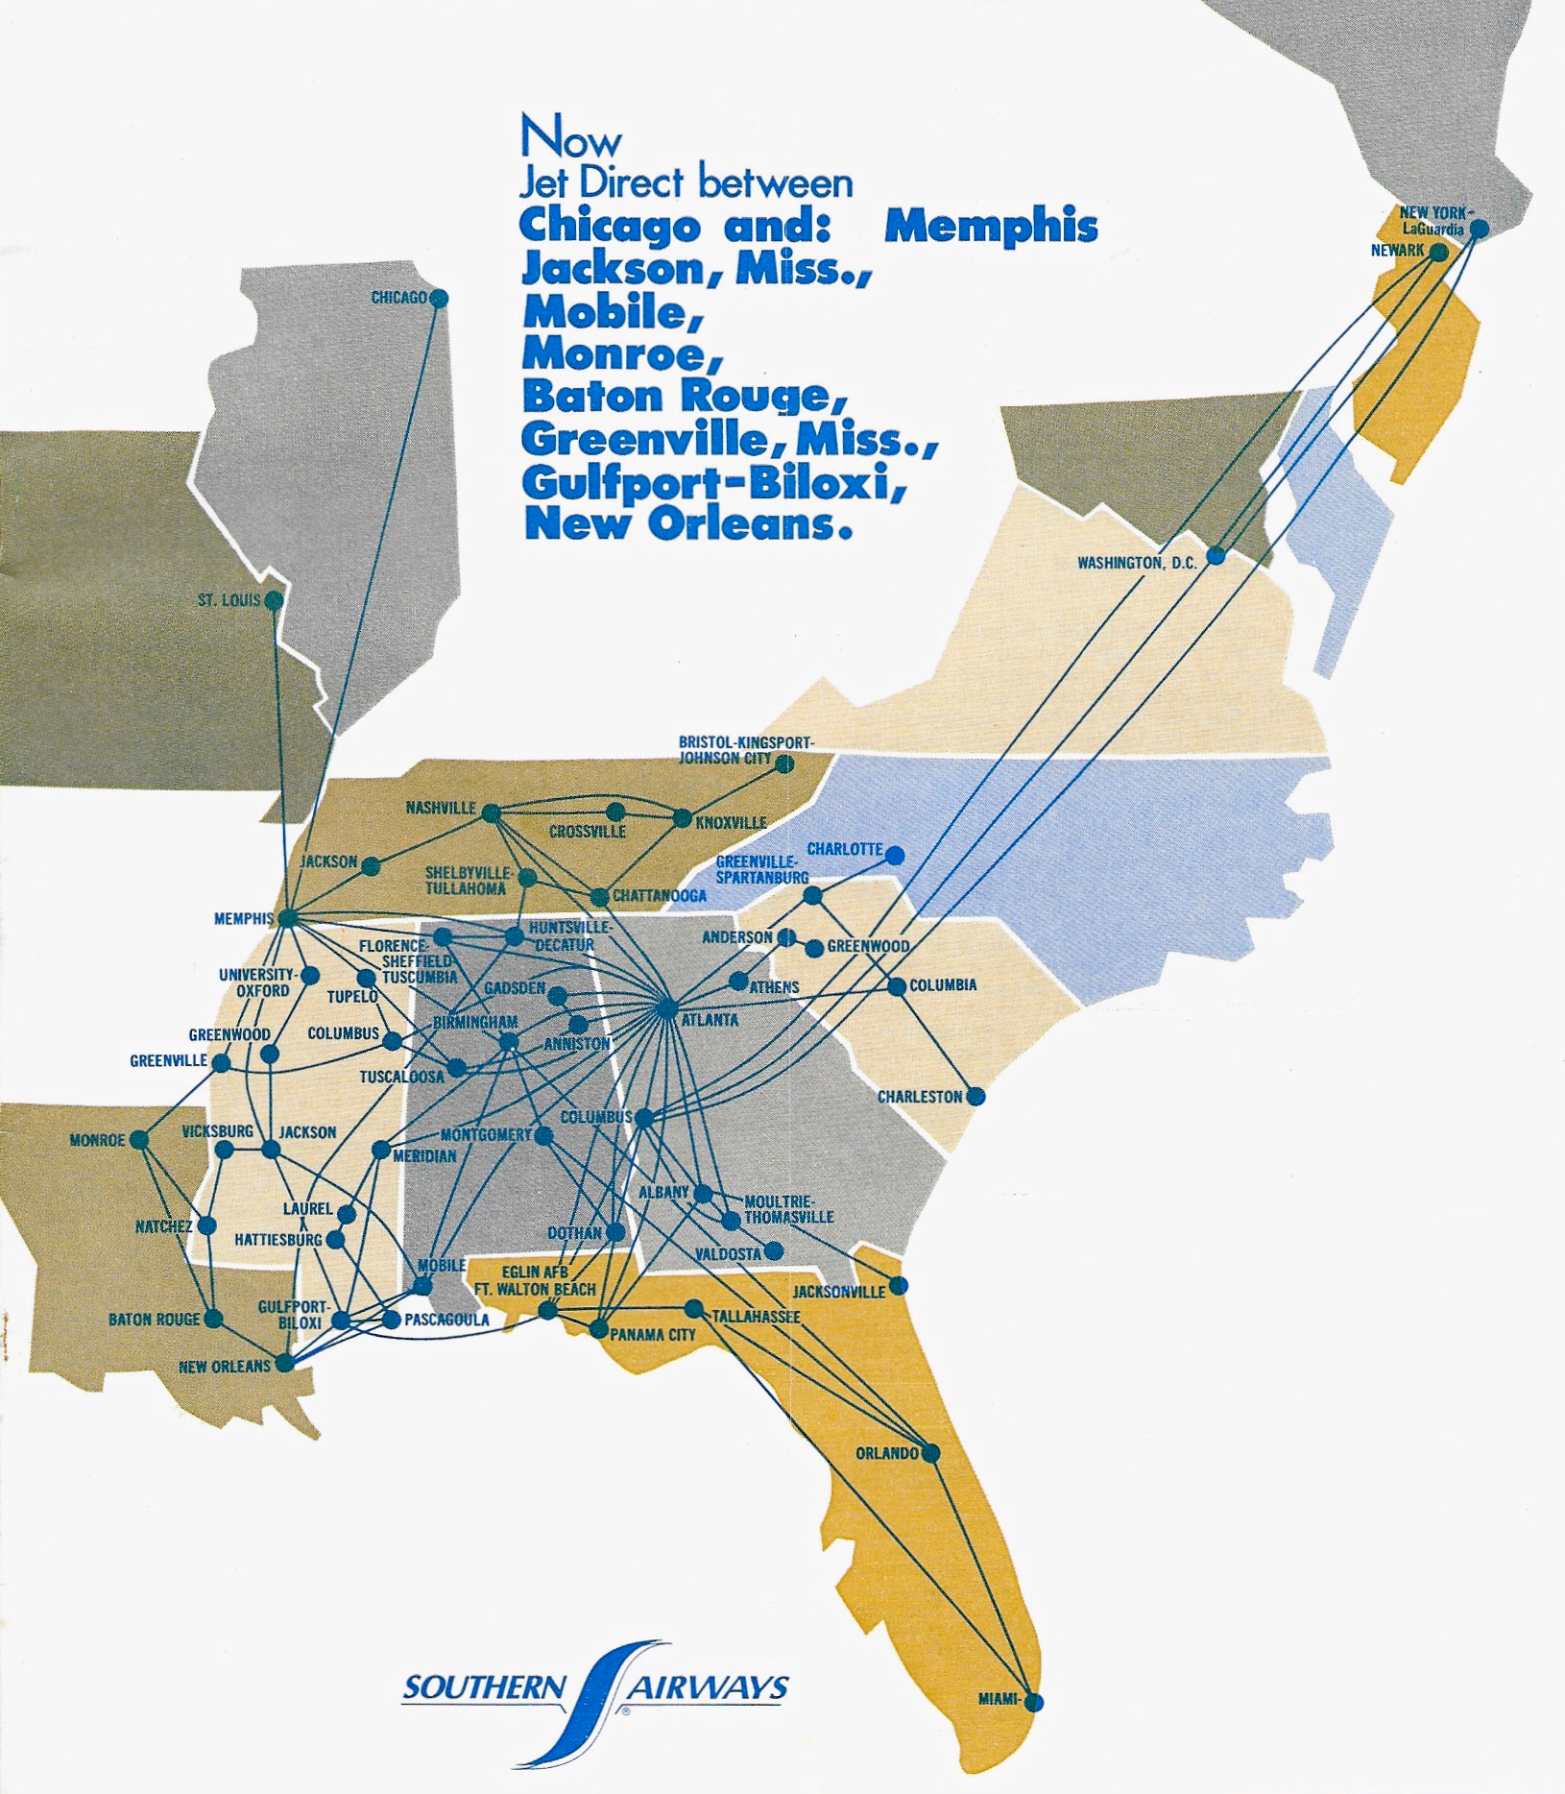 Now
Jet Direct between
Chicago and: Memphis
Jackson, Miss.,
Mobile,
Monroe,
Baton Rouge,
Greenville, Miss.,
Gulfport-Biloxi,
New Orleans.
NEW YORK-
LaGuardia
NEWARK
CHICAGO
WASHINGTON, D.C.
ST. LOUIS
BRISTOL-KINGSPORT-
JOHNSON CITY
NASHVILLE
CROSSVILLE
KNOXVILLE
JACKSON
SHELBYVILLE-
TULLAHOMA
CHATTANOOGA
CHARLOTTE
GREENVILLE-
SPARTANBURG
MEMPHIS
HUNTSVILLE-
DECATUR
FLORENCE-
SHEFFIELD-
TUSCUMBIA
ANDERSON
GREENWOOD
UNIVERSITY-
OXFORD
TUPELO
GADSDEN
ATHENS
COLUMBIA
GREENWOOD
COLUMBUS
BIRMINGHAM
ANNISTON
ATLANTA
GREENVILLE
TUSCALOOSA
CHARLESTON
MONROE
VICKSBURG
JACKSON
MERIDIAN
MONTGOMERY
COLUMBUS
ALBANY
MOULTRIE-
THOMASVILLE
NATCHEZ
LAUREL
HATTIESBURG
DOTHAN
VALDOSTA
MOBILE
EGLIN AFB
FT. WALTON BEACH
JACKSONVILLE
BATON ROUGE
GULFPORT-
BILOXI
PASCAGOULA
PANAMA CITY
TALLAHASSEE
NEW ORLEANS
ORLANDO
MIAMI-
SOUTHERN AIRWAYS
®